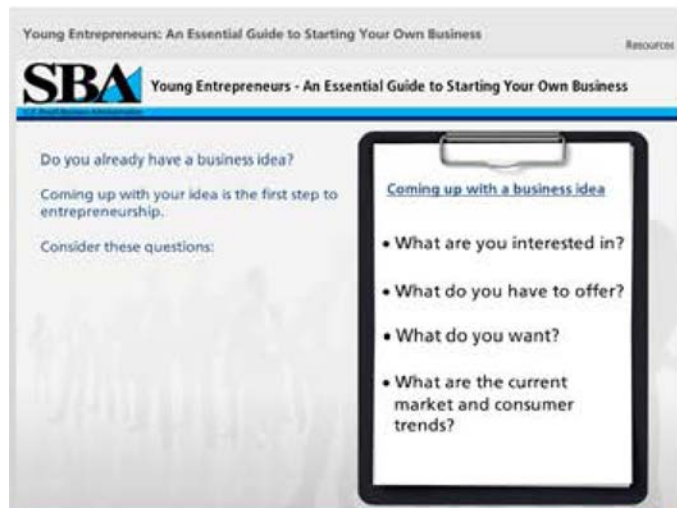 Young Entrepreneurs: An Essential Guide to Starting Your Own Business
Resources
SBA
Young Entrepreneurs - An Essential Guide to Starting Your Own Business
U.S. Small Business Administration
Do you already have a business idea?
Coming up with your idea is the first step to
entrepreneurship.
Consider these questions:
Coming up with a business idea
• What are you interested in?
• What do you have to offer?
• What do you want?
• What are the current
market and consumer
trends?